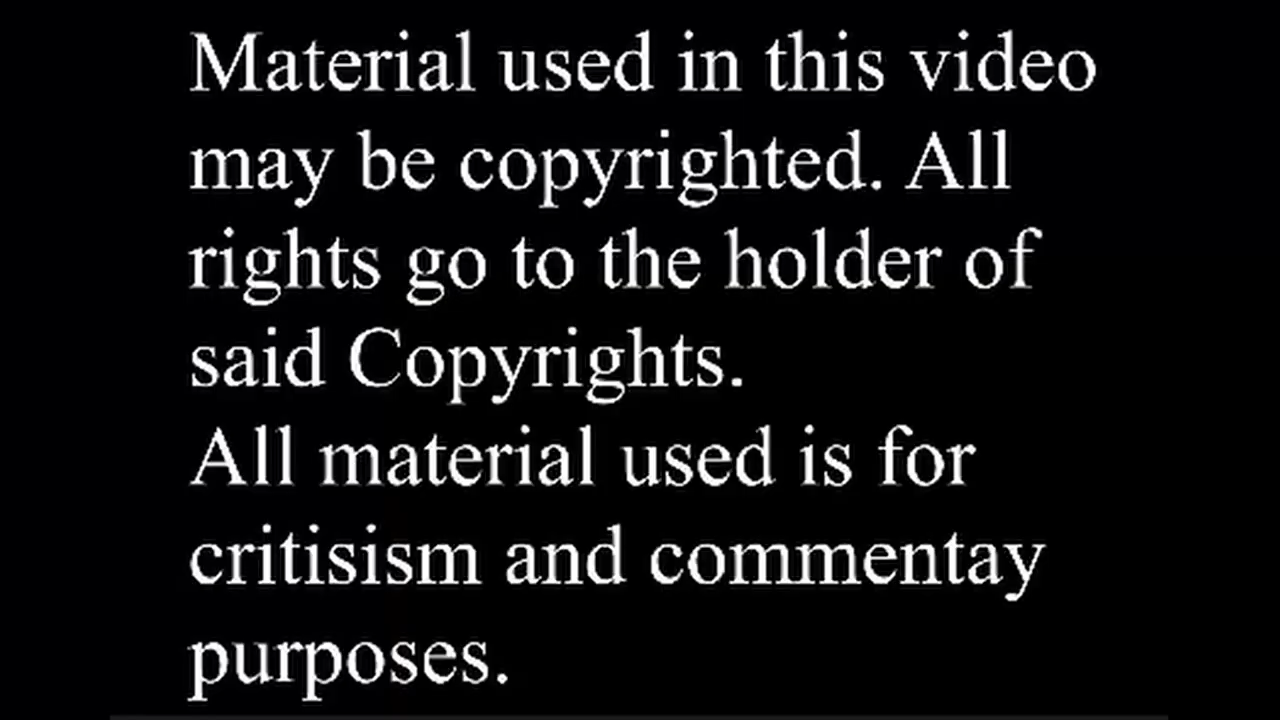 Material used in this video
may be copyrighted. All
rights go to the holder of
said Copyrights.
All material used is for
critisism and commentay
purposes.